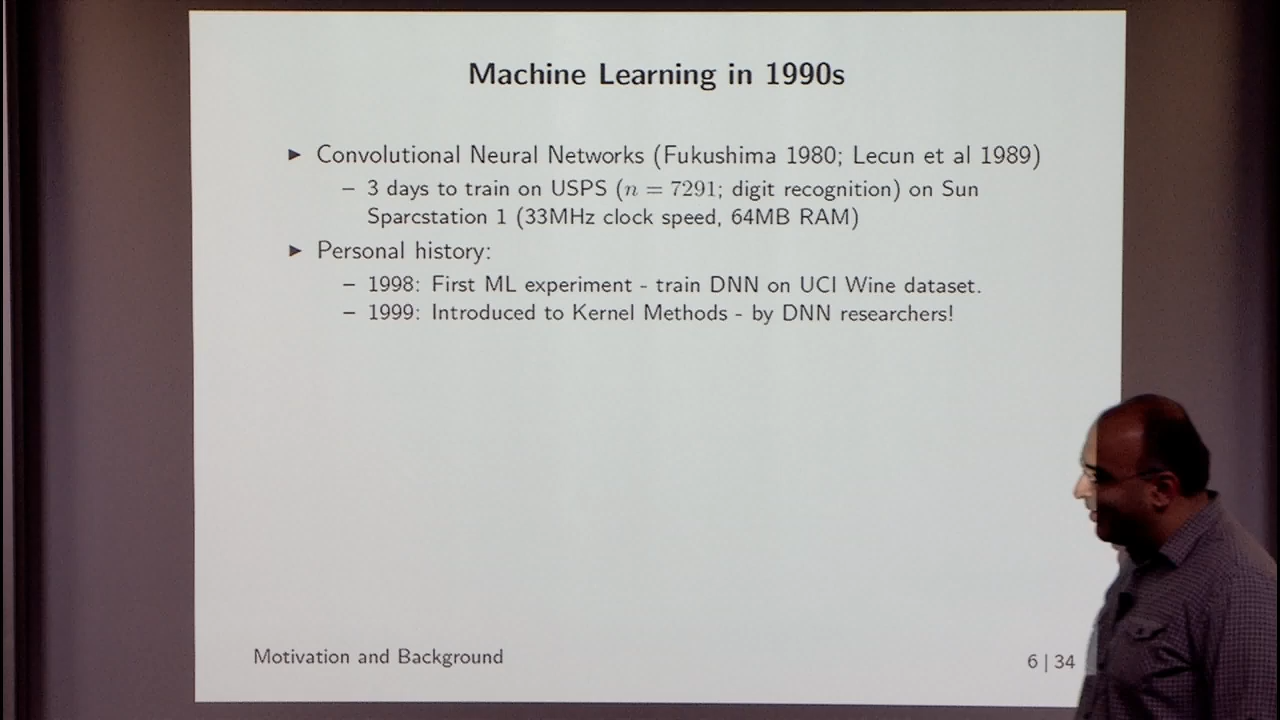 Machine Learning in 1990s
► Convolutional Neural Networks (Fukushima 1980; Lecun et al 1989)
– 3 days to train on USPS (n = 7291; digit recognition) on Sun
Sparcstation 1 (33MHz clock speed, 64MB RAM)
► Personal history:
– 1998: First ML experiment - train DNN on UCI Wine dataset.
– 1999: Introduced to Kernel Methods - by DNN researchers!
Motivation and Background
6 | 34